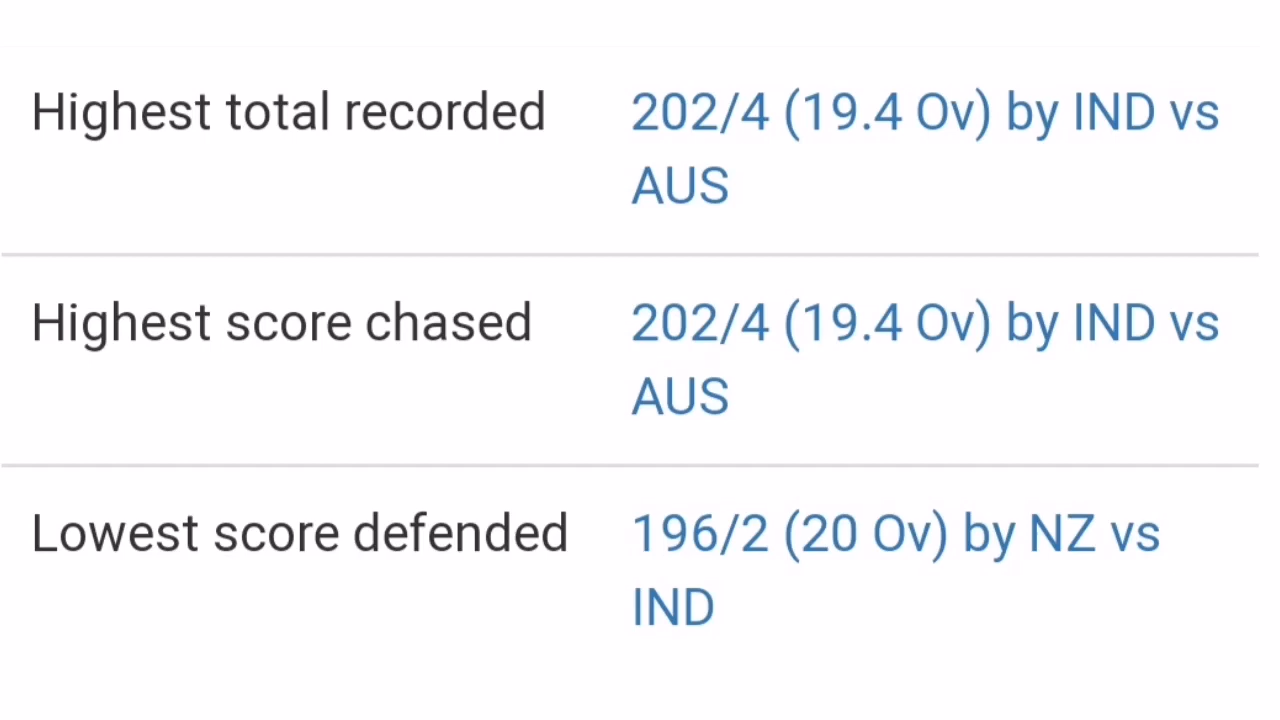 Highest total recorded
202/4 (19.4 Ov) by IND vs
AUS
Highest score chased
202/4 (19.4 Ov) by IND vs
AUS
Lowest score defended
196/2 (20 Ov) by NZ vs
IND